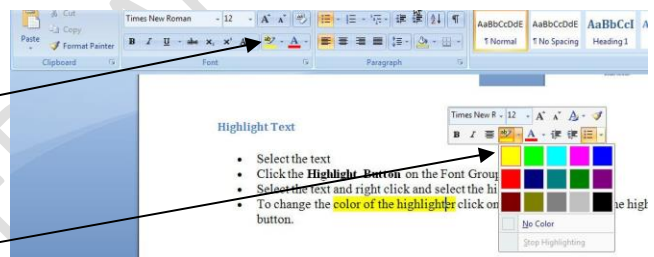 Cut
Copy
Paste
Format Painter
Clipboard
Times New Roman 12 A A
B I U abc x, x'
Font
Paragraph
AaBbCcDdE AaBbCcDdE AaBbCcI A
¶ Normal ¶ No Spacing Heading 1
Highlight Text
Times New R 12 A A A
B I A
• Select the text
• Click the Highlight Button on the Font Group
• Select the text and right click and select the hi
• To change the color of the highlighter click on he high
button.
No Color
Stop Highlighting